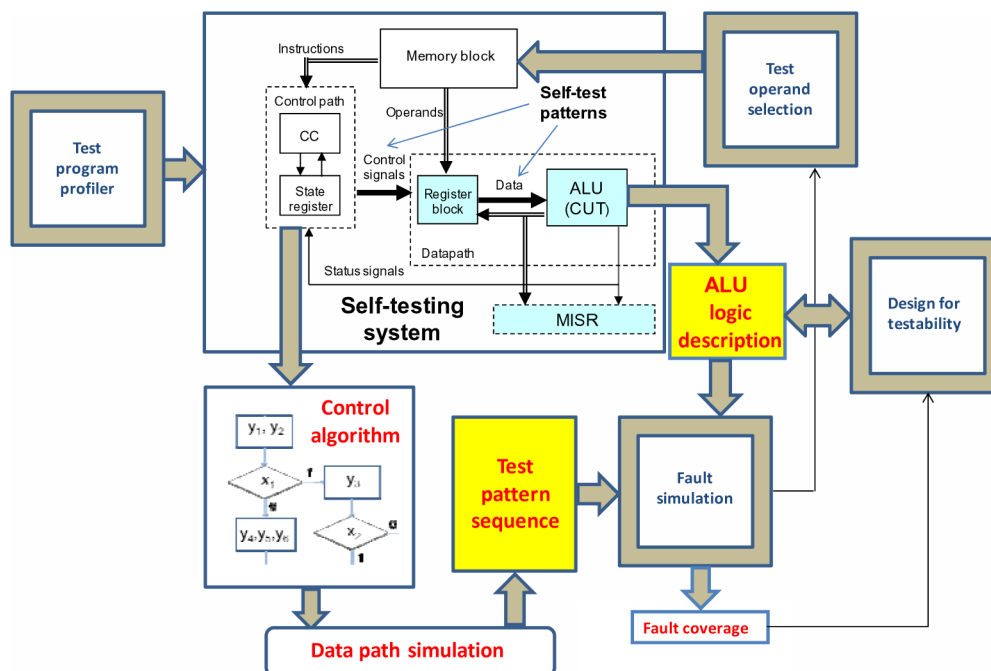 Instructions
Memory block
Test
operand
selection
Control path
Operands
Self-test
patterns
Test
program
profiler
CC
Control
signals
State
register
Register
block
Data
ALU
(CUT)
Datapath
Status signals
Self-testing
system
MISR
ALU
logic
description
Design for
testability
Control
algorithm
y1, y2
x1
y3
y4,y5,y6
x2
Test
pattern
sequence
Fault
simulation
Fault coverage
Data path simulation